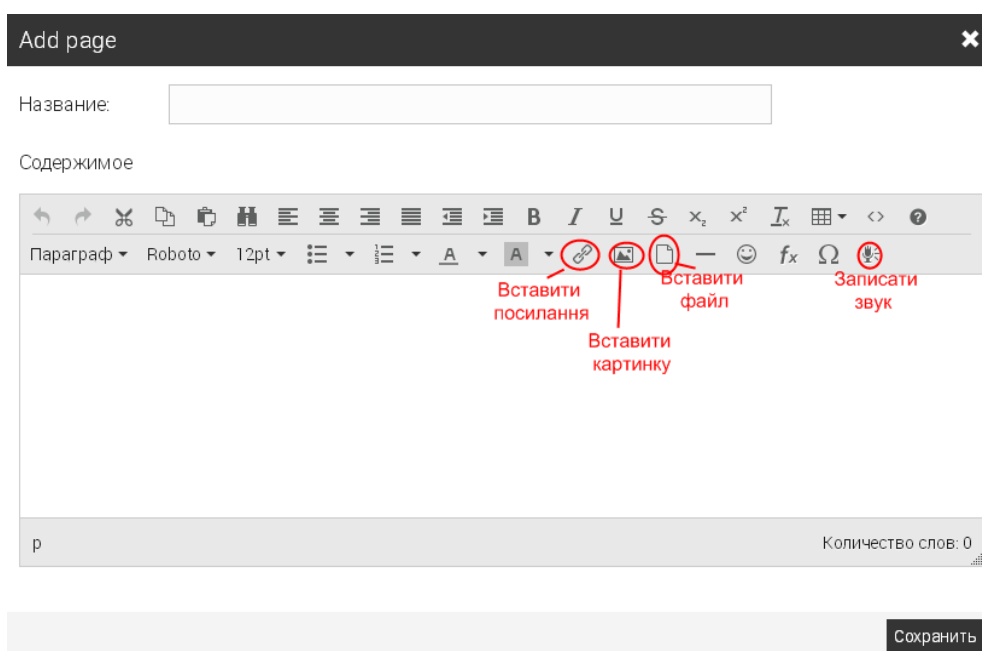 Add page
Название:
Содержимое
Параграф Roboto 12pt A A fx Ω
Вставити
посилання
Вставити
картинку
Вставити
файл
Записати
звук
p Количество слов: 0
Сохранить